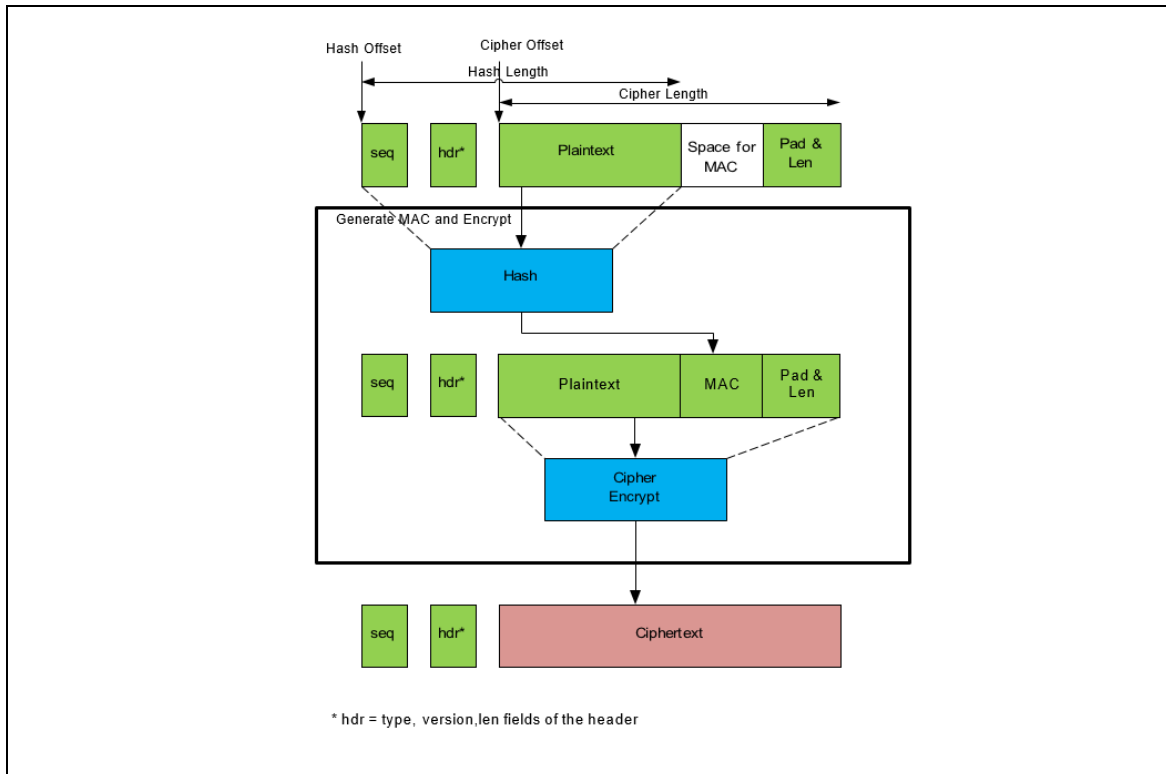 Hash Offset
Cipher Offset
Hash Length
Cipher Length
seq
hdr*
Plaintext
Space for
MAC
Pad &
Len
Generate MAC and Encrypt
Hash
seq
hdr*
Plaintext
MAC
Pad &
Len
Cipher
Encrypt
seq
hdr*
Ciphertext
* hdr = type, version,len fields of the header